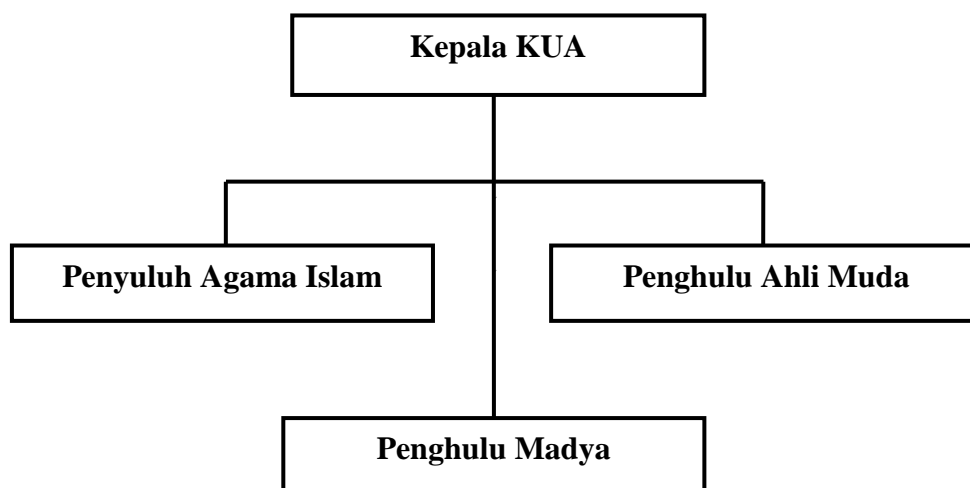 Kepala KUA
Penyuluh Agama Islam
Penghulu Ahli Muda
Penghulu Madya